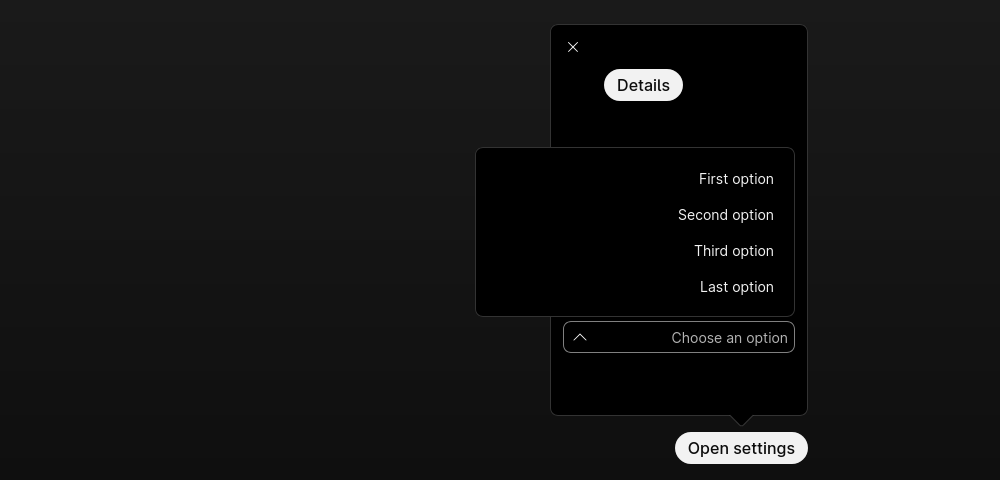 Details
First option
Second option
Third option
Last option
Choose an option
Open settings